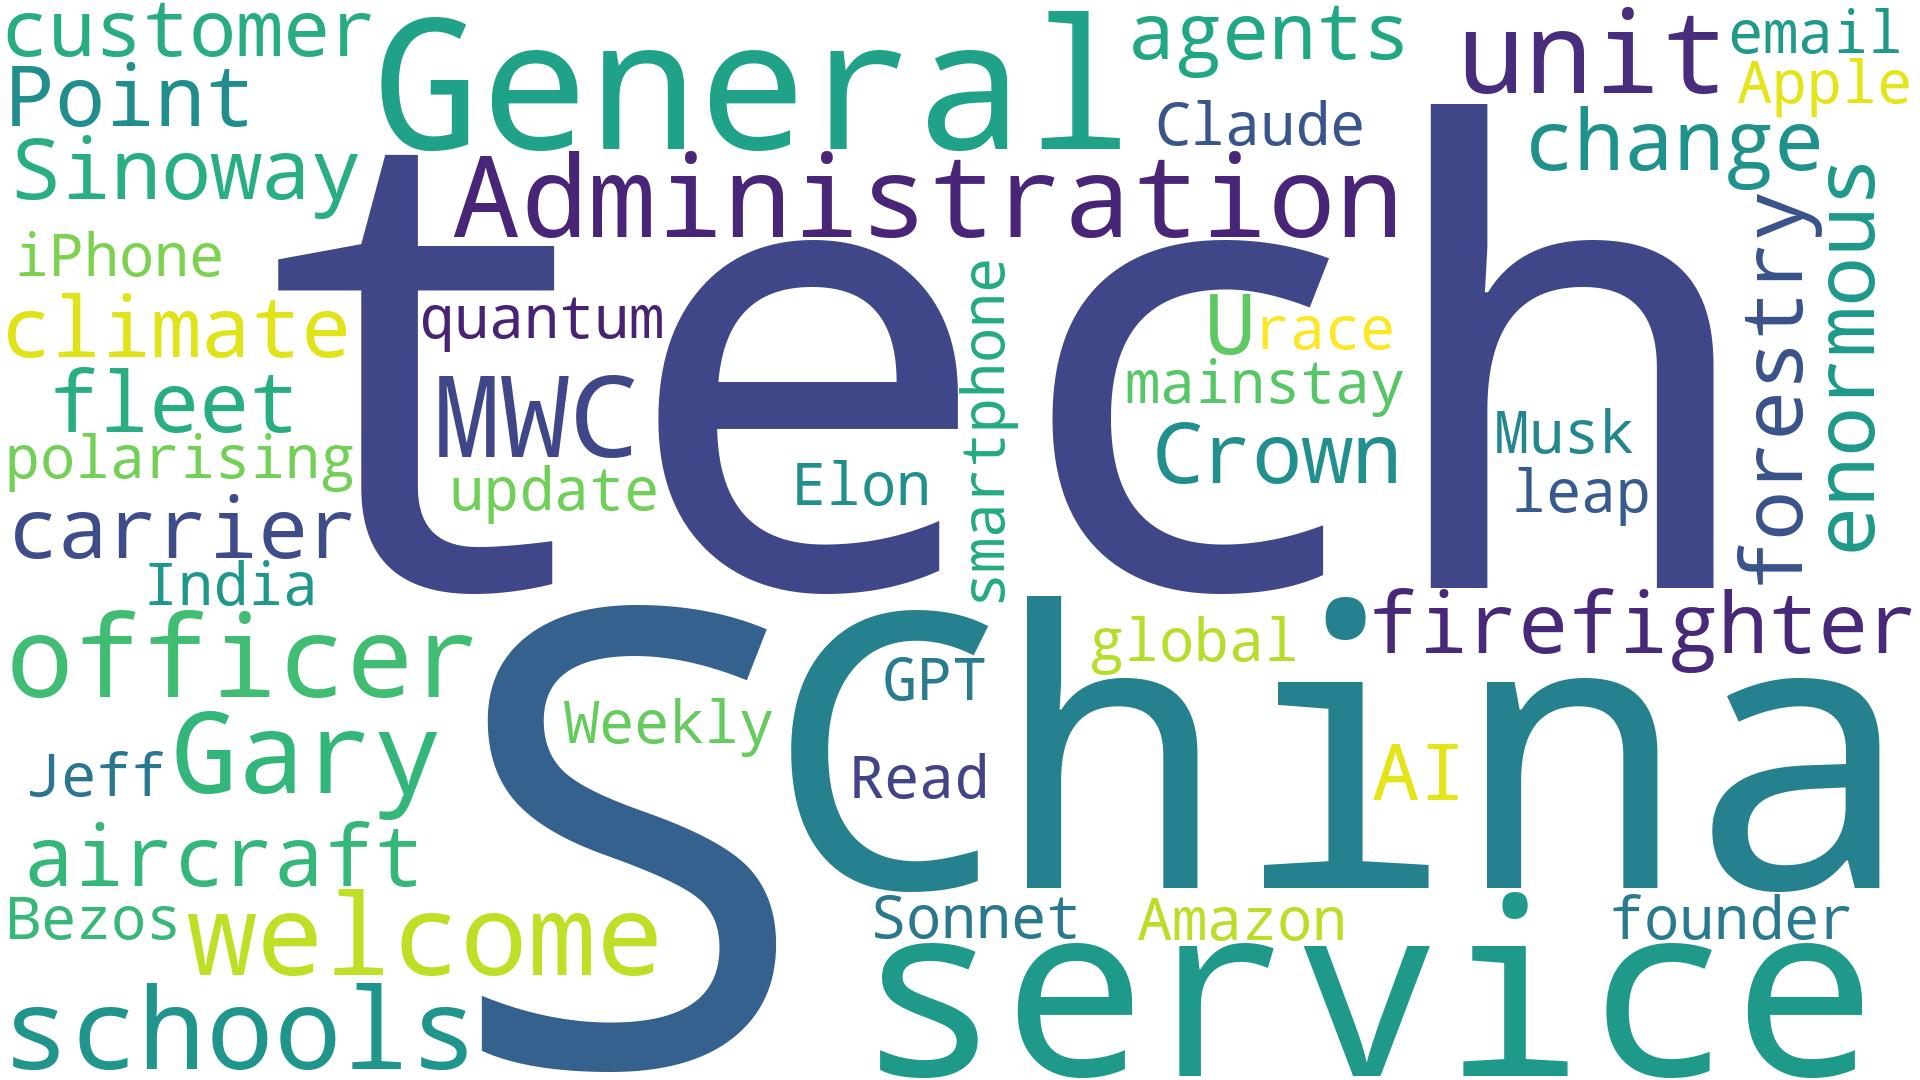 customer
General
agents
unit
email
Point
Apple
Claude
change
Sinoway
Administration
forestry
enormous
iPhone
tech
climate
quantum
smartphone
U
race
fleet
MWC
mainstay
polarising
update
Elon
Crown
Musk
leap
carrier
India
officer
S
China
GPT
global
firefighter
Jeff
Gary
Weekly
Read
AI
aircraft
Bezos
welcome
Sonnet
Amazon
founder
schools
service